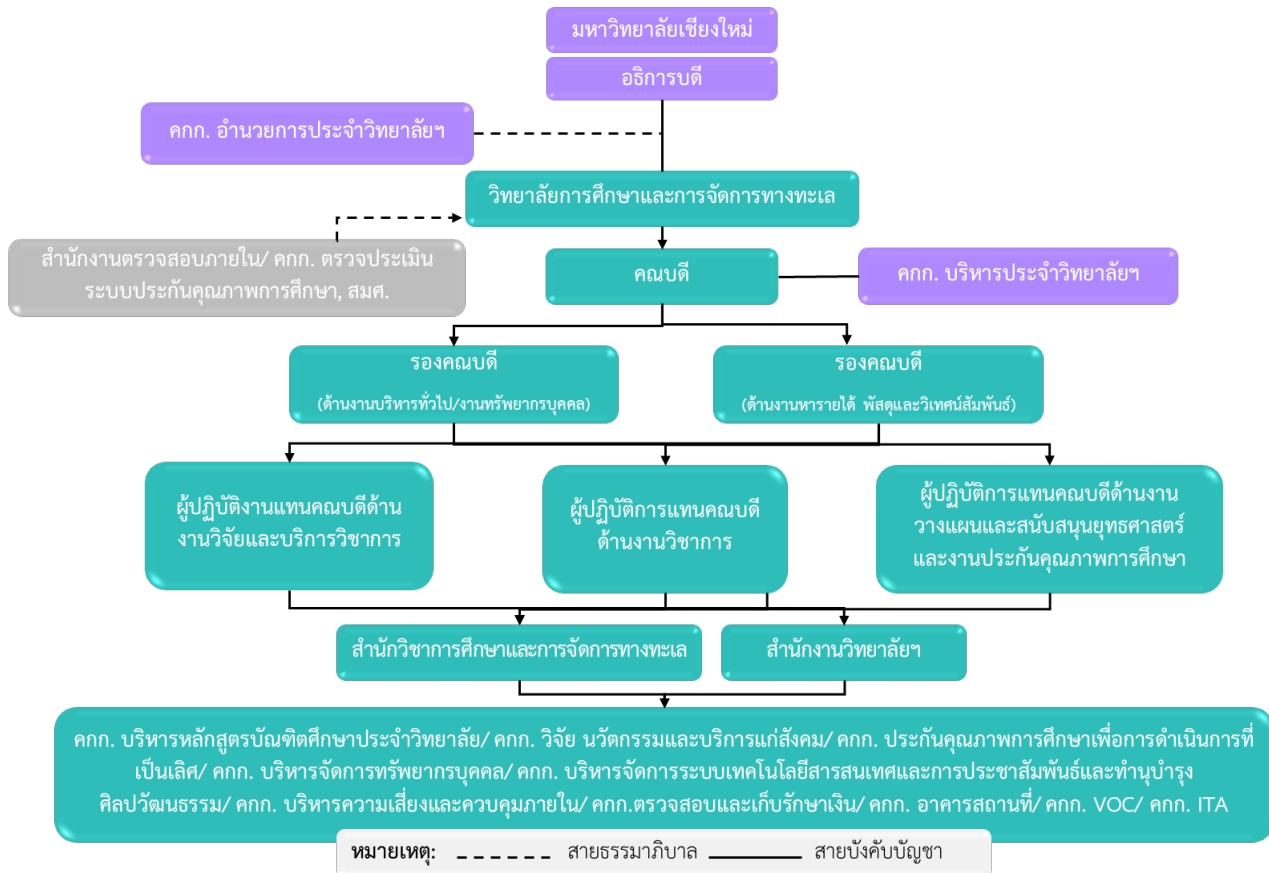 มหาวิทยาลัยเชียงใหม่
อธิการบดี
คกก. อำนวยการประจำวิทยาลัยฯ
วิทยาลัยการศึกษาและการจัดการทางทะเล
สำนักงานตรวจสอบภายใน/ คกก. ตรวจประเมิน
ระบบประกันคุณภาพการศึกษา, สมศ.
คณบดี
คกก. บริหารประจำวิทยาลัยฯ
รองคณบดี
(ด้านงานบริหารทั่วไป/งานทรัพยากรบุคคล)
รองคณบดี
(ด้านงานหารายได้ พัสดุและวิเทศน์สัมพันธ์)
ผู้ปฏิบัติงานแทนคณบดีด้าน
งานวิจัยและบริการวิชาการ
ผู้ปฏิบัติการแทนคณบดี
ด้านงานวิชาการ
ผู้ปฏิบัติการแทนคณบดีด้านงาน
วางแผนและสนับสนุนยุทธศาสตร์
และงานประกันคุณภาพการศึกษา
สำนักวิชาการศึกษาและการจัดการทางทะเล
สำนักงานวิทยาลัยฯ
คกก. บริหารหลักสูตรบัณฑิตศึกษาประจำวิทยาลัย/ คกก. วิจัย นวัตกรรมและบริการแก่สังคม/ คกก. ประกันคุณภาพการศึกษาเพื่อการดำเนินการที่
เป็นเลิศ/ คกก. บริหารจัดการทรัพยากรบุคคล/ คกก. บริหารจัดการระบบเทคโนโลยีสารสนเทศและการประชาสัมพันธ์และทำนุบำรุง
ศิลปวัฒนธรรม/ คกก. บริหารความเสี่ยงและควบคุมภายใน/ คกก.ตรวจสอบและเก็บรักษาเงิน/ คกก. อาคารสถานที่/ คกก. VOC/ คกก. ITA
หมายเหตุ: สายธรรมาภิบาล สายบังคับบัญชา